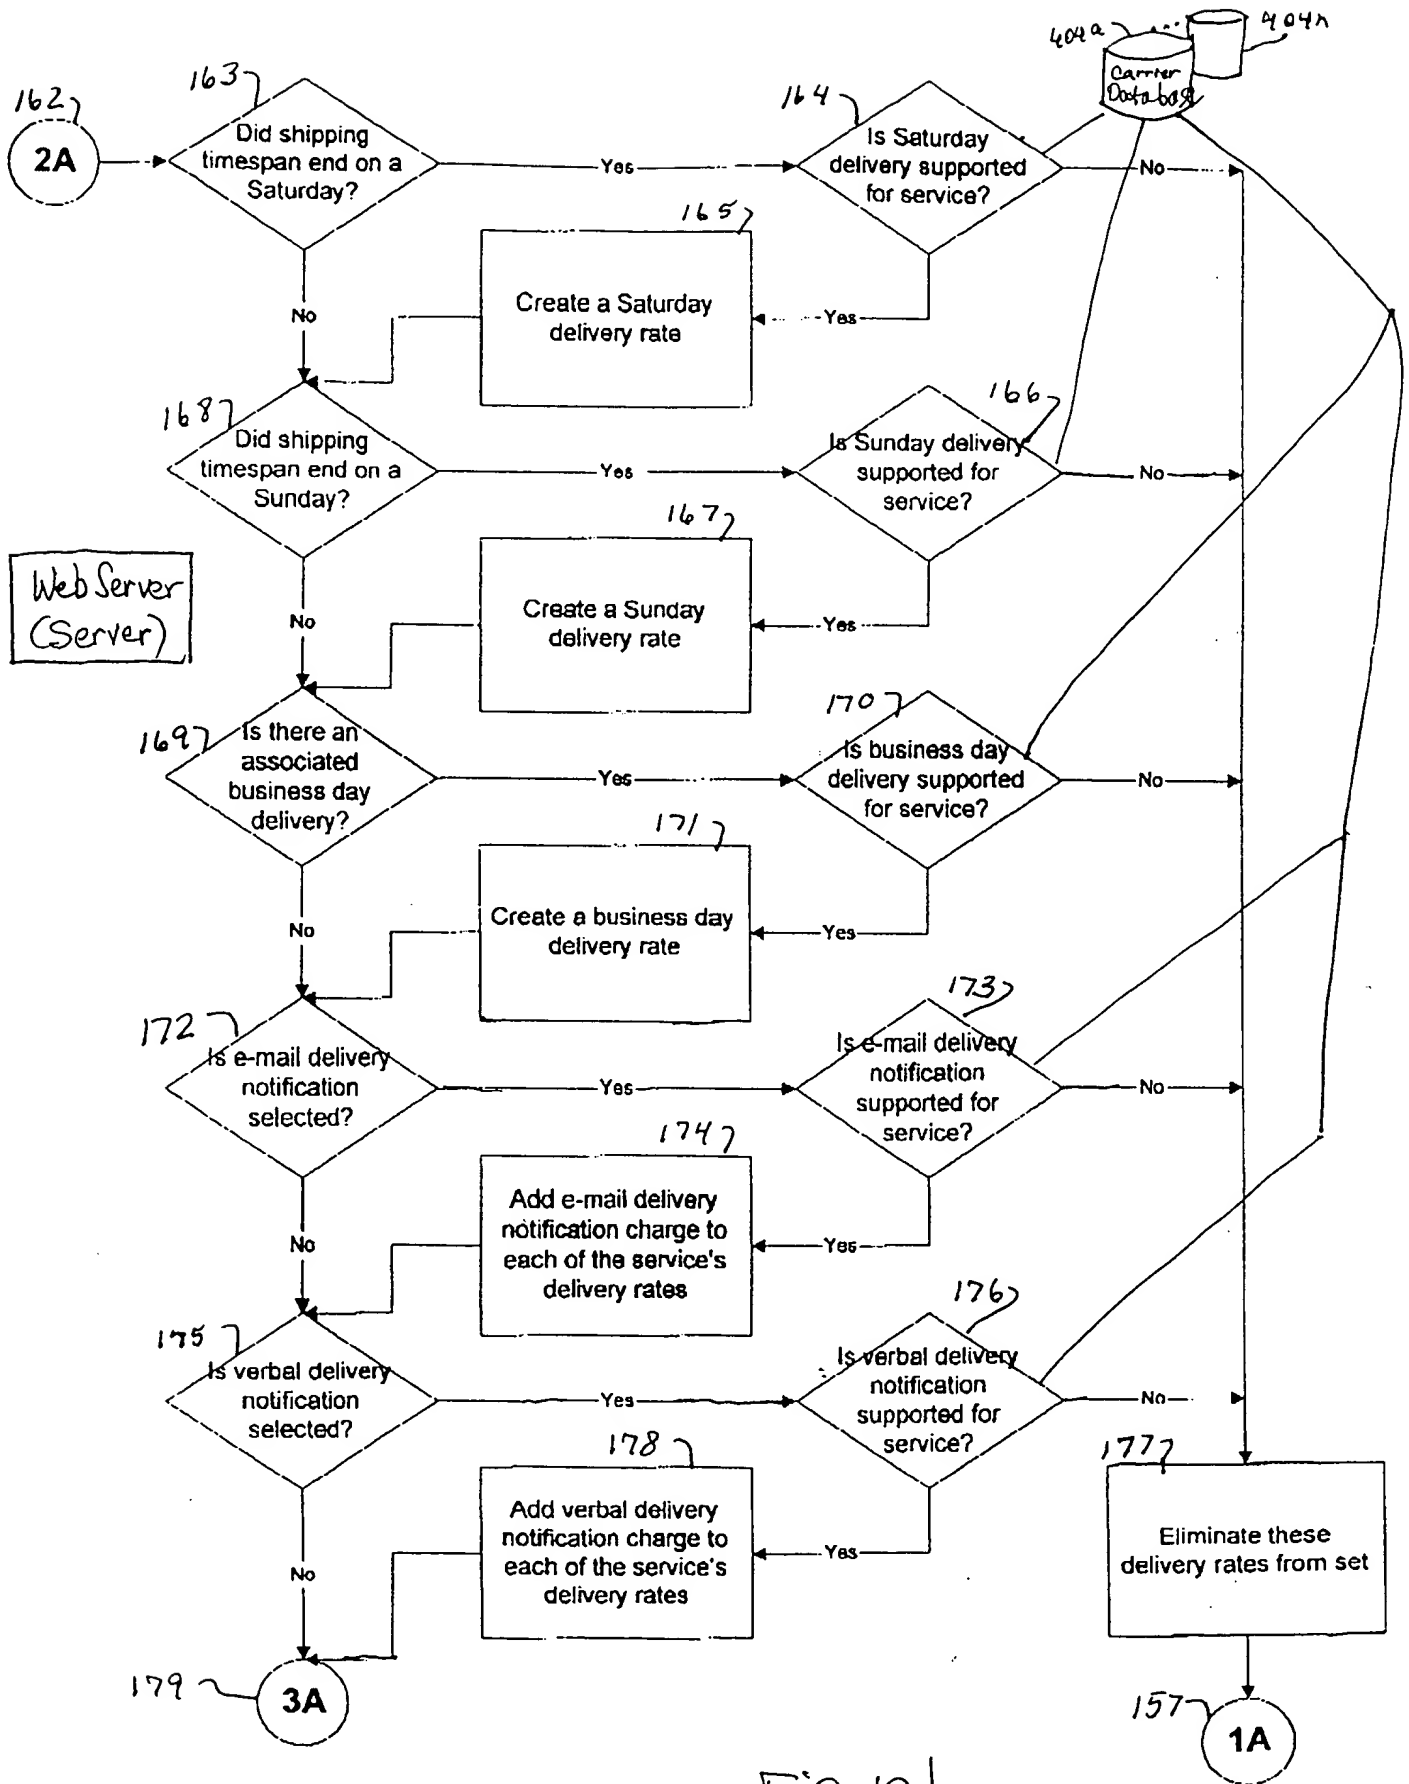 404a
404n
Carrier
Database
162
2A
163
Did shipping
timespan end on a
Saturday?
Yes
164
Is Saturday
delivery supported
for service?
No
165
Create a Saturday
delivery rate
Yes
No
168
Did shipping
timespan end on a
Sunday?
Yes
166
Is Sunday delivery
supported for
service?
No
Web Server
(Server)
167
Create a Sunday
delivery rate
Yes
No
169
Is there an
associated
business day
delivery?
Yes
170
Is business day
delivery supported
for service?
No
171
Create a business day
delivery rate
Yes
No
172
Is e-mail delivery
notification
selected?
Yes
173
Is e-mail delivery
notification
supported for
service?
No
174
Add e-mail delivery
notification charge to
each of the service's
delivery rates
Yes
No
175
Is verbal delivery
notification
selected?
Yes
176
Is verbal delivery
notification
supported for
service?
No
178
Add verbal delivery
notification charge to
each of the service's
delivery rates
Yes
No
177
Eliminate these
delivery rates from set
179
3A
157
1A